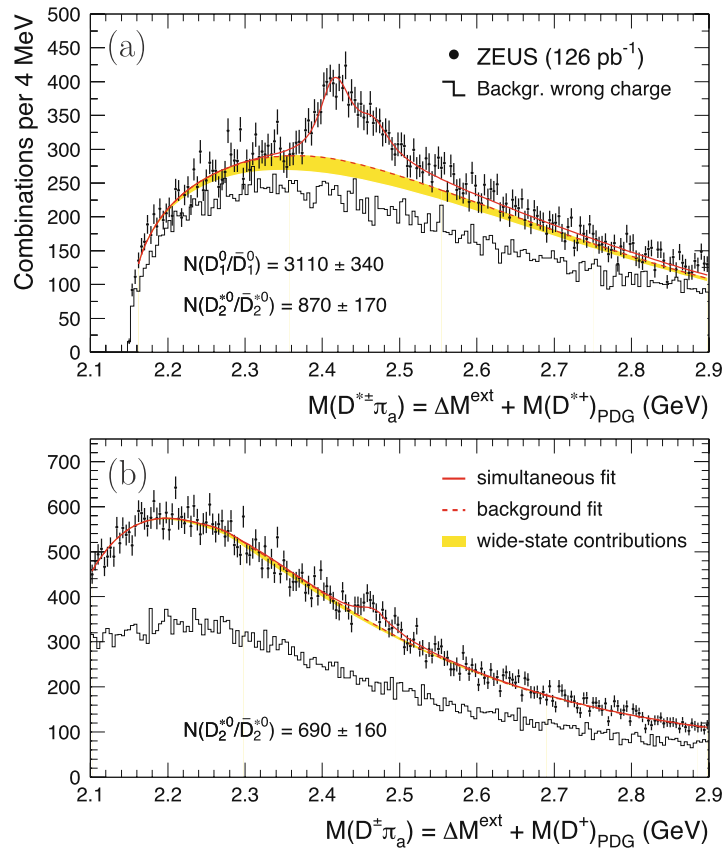 500
450
400
350
300
250
200
150
100
50
0
Combinations per 4 MeV
(a)
ZEUS (126 pb⁻¹)
Backgr. wrong charge
N(D₁⁰/D̄₁⁰) = 3110 ± 340
N(D₂*⁰/D̄₂*⁰) = 870 ± 170
2.1 2.2 2.3 2.4 2.5 2.6 2.7 2.8 2.9
M(D*±πₐ) = ΔMᵉˣᵗ + M(D*⁺)PDG (GeV)
700
600
500
400
300
200
100
0
(b)
simultaneous fit
background fit
wide-state contributions
N(D₂*⁰/D̄₂*⁰) = 690 ± 160
2.1 2.2 2.3 2.4 2.5 2.6 2.7 2.8 2.9
M(D±πₐ) = ΔMᵉˣᵗ + M(D⁺)PDG (GeV)